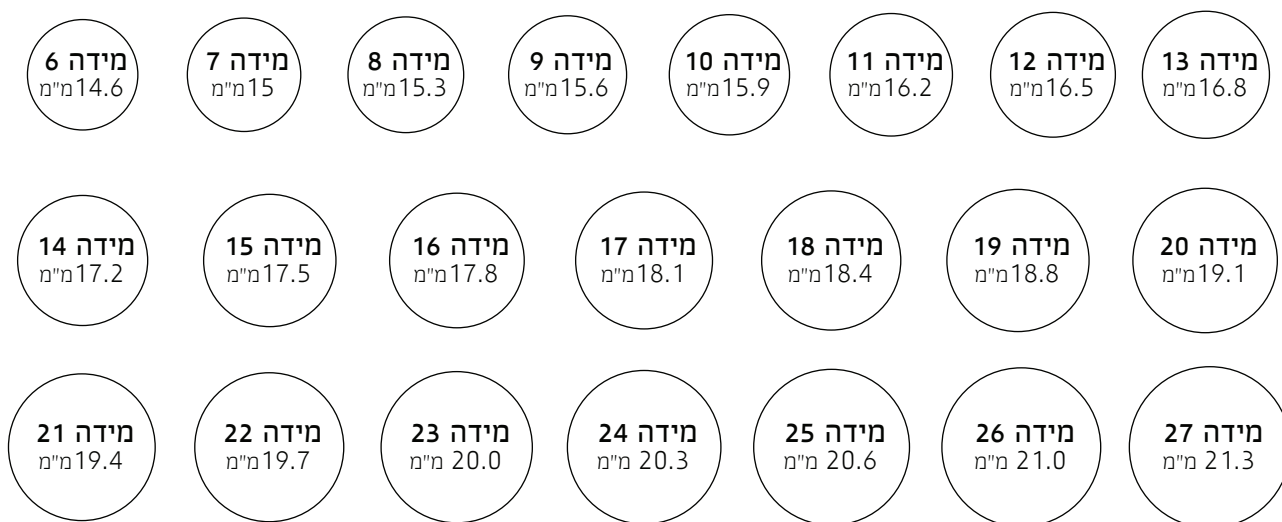 מידה 6
14.6מ"מ
מידה 7
15מ"מ
מידה 8
15.3מ"מ
מידה 9
15.6מ"מ
מידה 10
15.9מ"מ
מידה 11
16.2מ"מ
מידה 12
16.5מ"מ
מידה 13
16.8מ"מ
מידה 14
17.2מ"מ
מידה 15
17.5מ"מ
מידה 16
17.8מ"מ
מידה 17
18.1מ"מ
מידה 18
18.4מ"מ
מידה 19
18.8מ"מ
מידה 20
19.1מ"מ
מידה 21
19.4מ"מ
מידה 22
19.7מ"מ
מידה 23
20.0 מ"מ
מידה 24
20.3 מ"מ
מידה 25
20.6 מ"מ
מידה 26
21.0 מ"מ
מידה 27
21.3 מ"מ